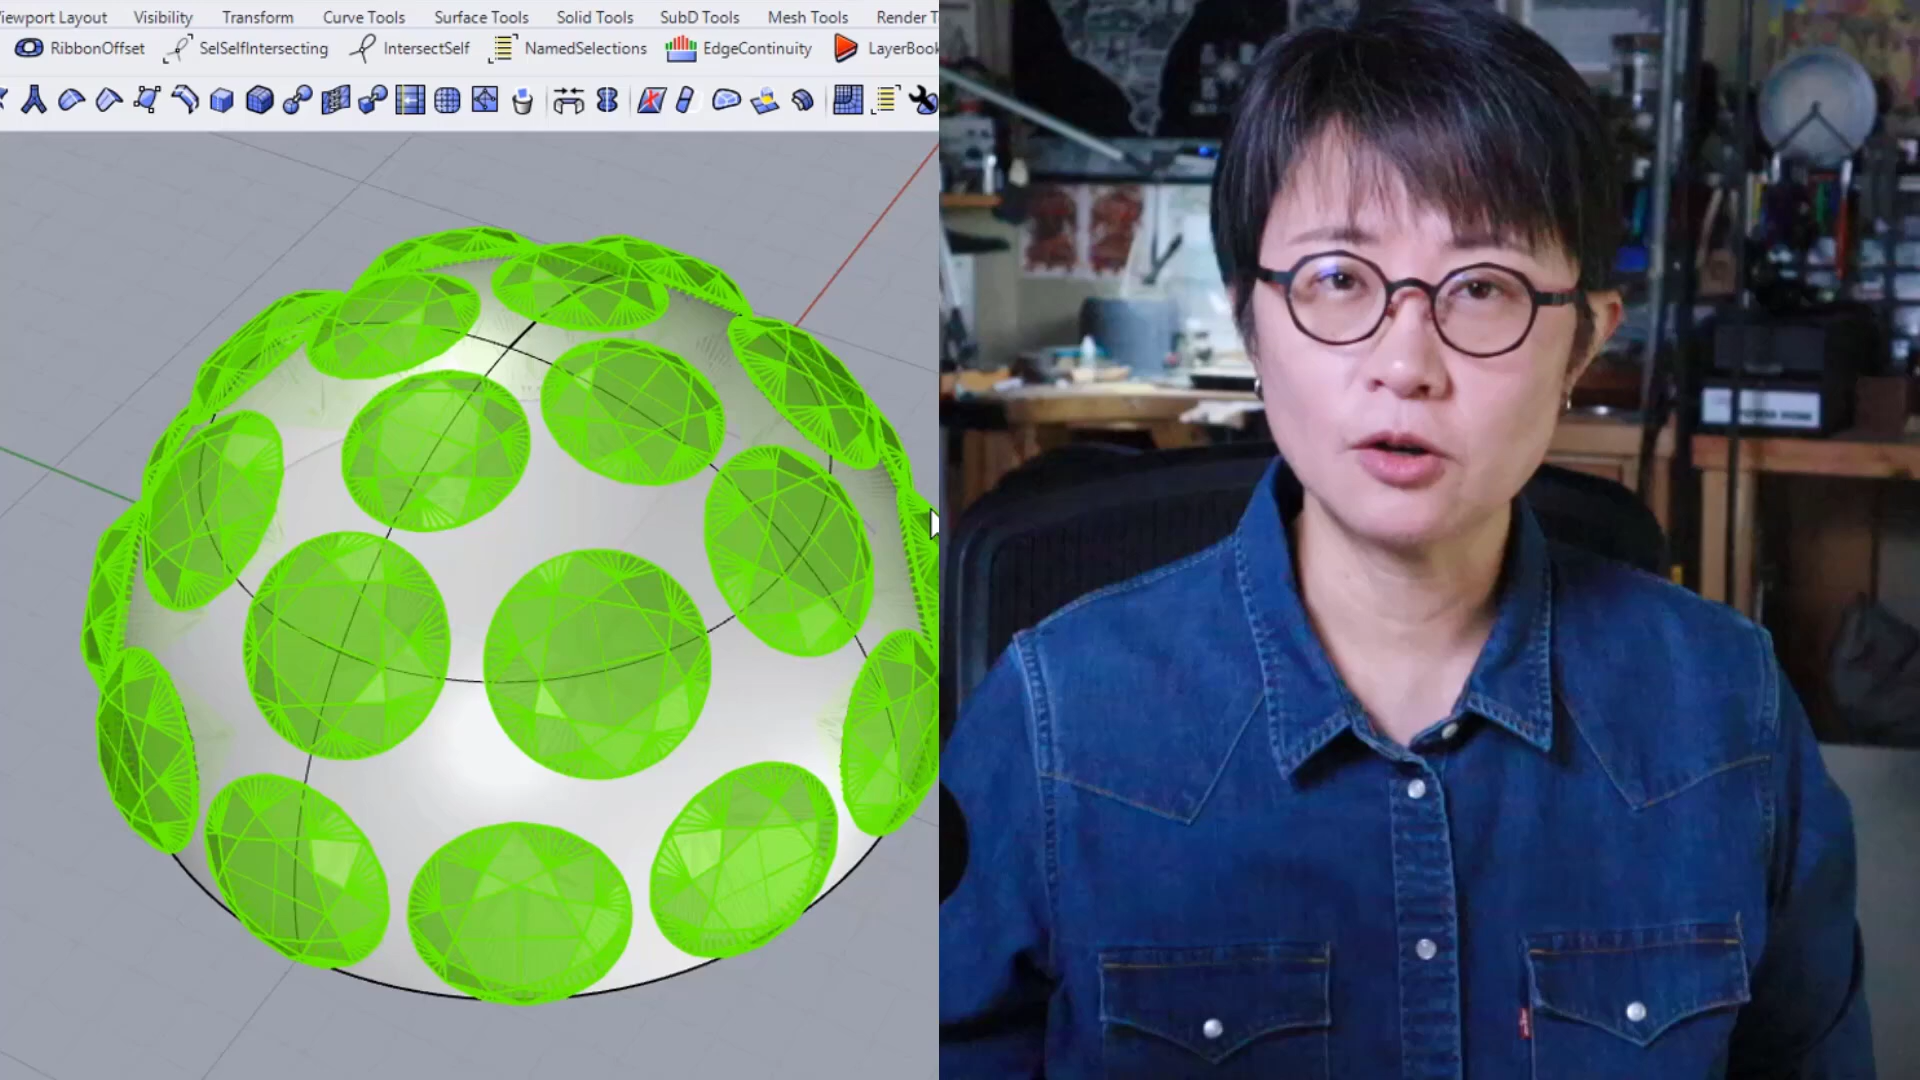 iewport Layout Visibility Transform Curve Tools Surface Tools Solid Tools SubD Tools Mesh Tools Render T
RibbonOffset SelSelfIntersecting IntersectSelf NamedSelections EdgeContinuity LayerBook